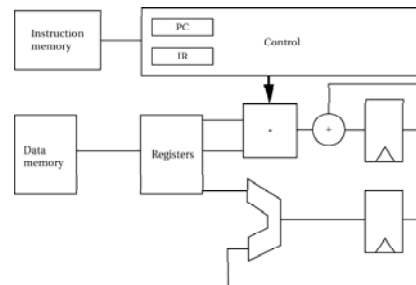 Instruction
memory
PC
Control
IR
Data
memory
Registers
+